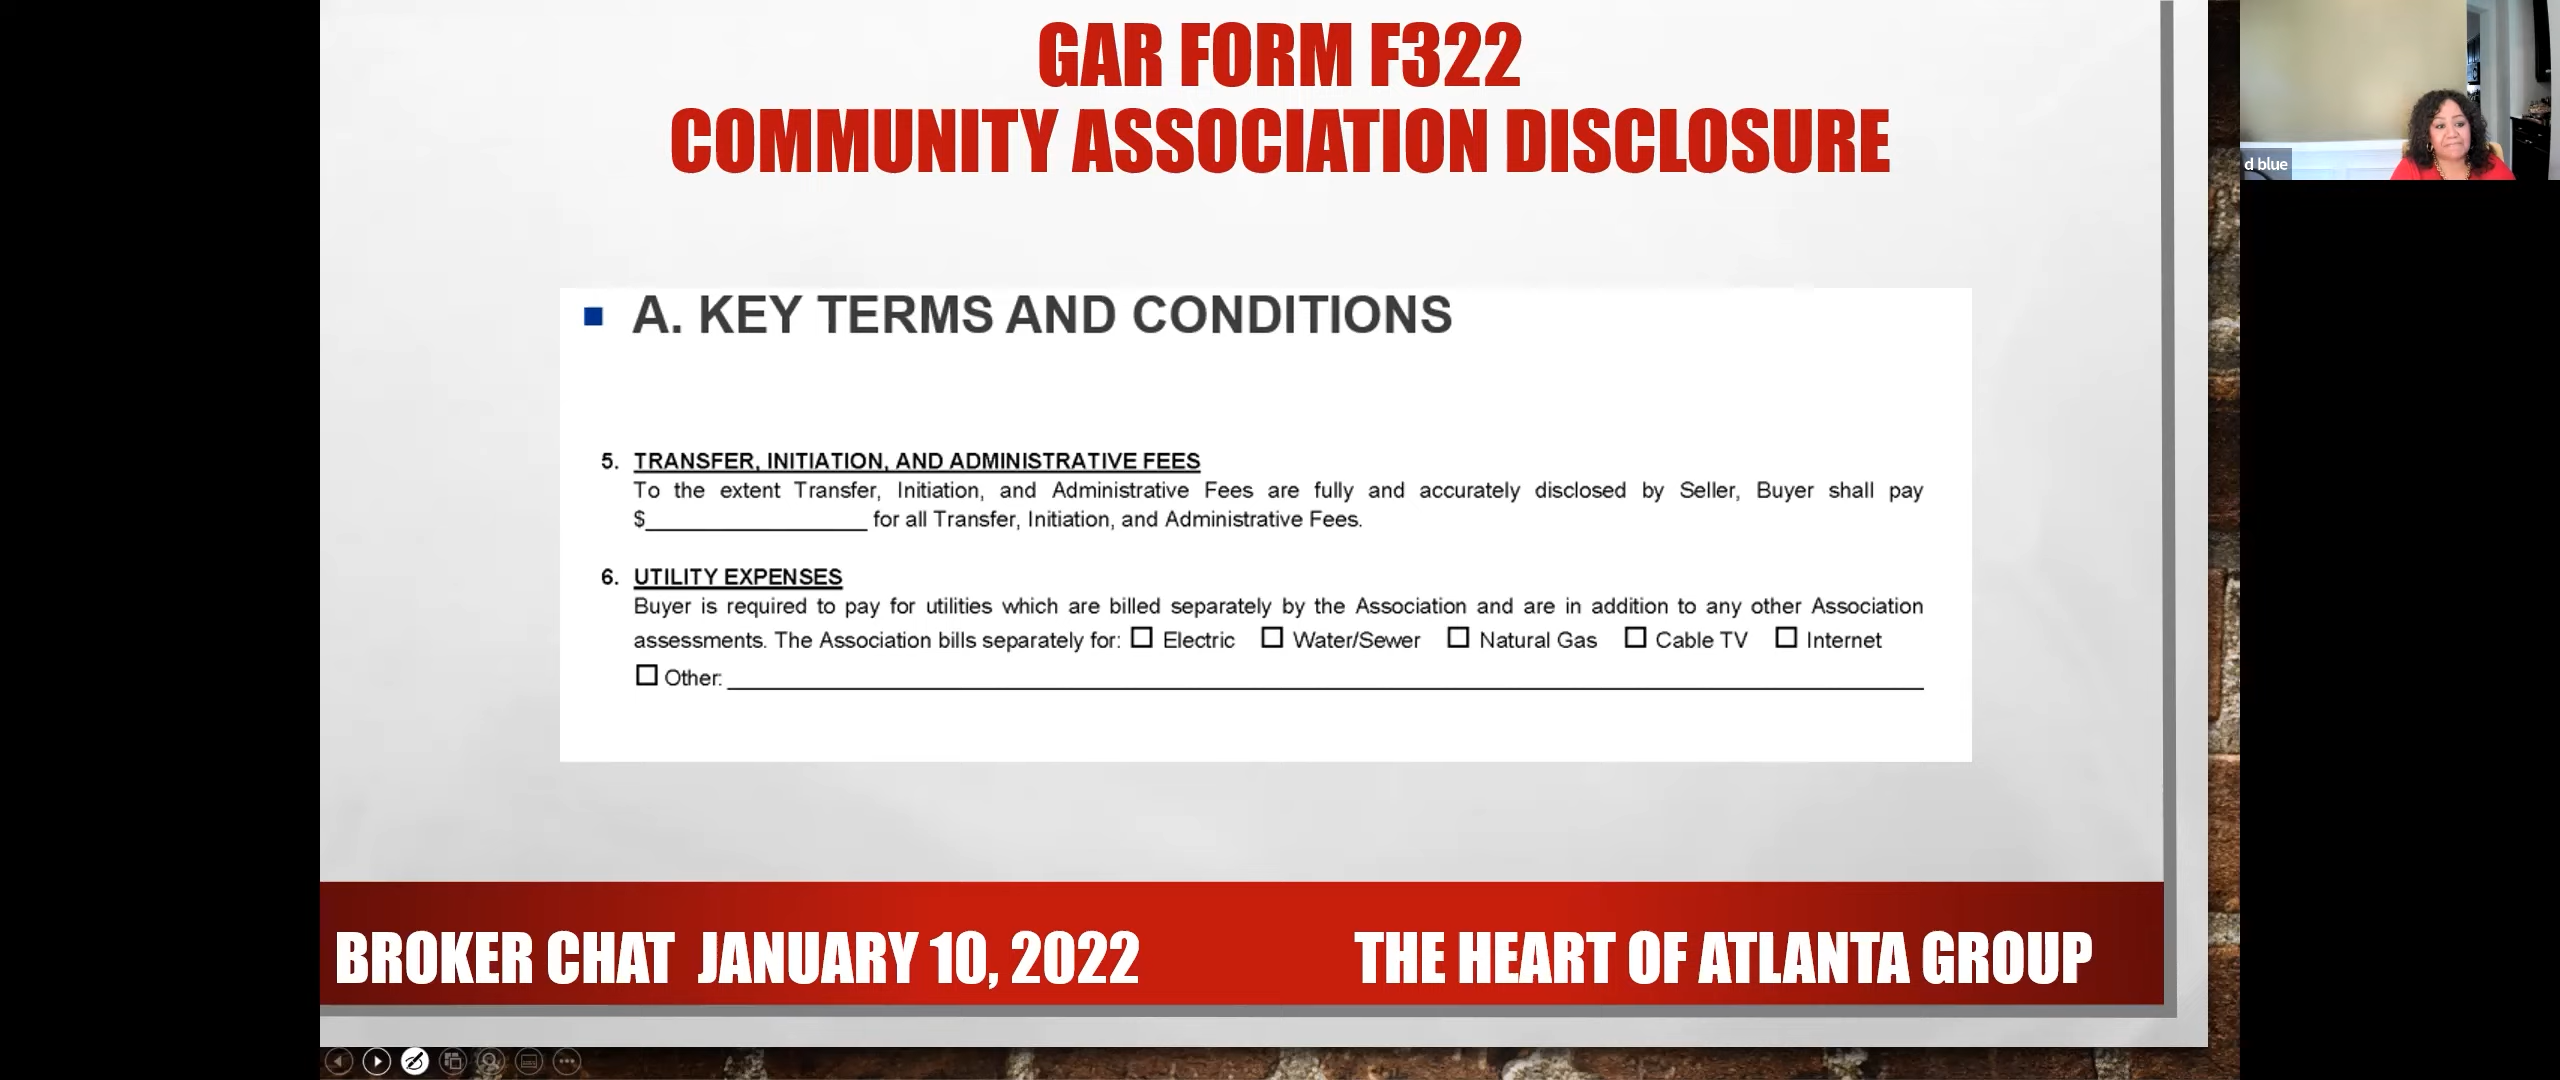 GAR FORM F322
COMMUNITY ASSOCIATION DISCLOSURE
d blue
A. KEY TERMS AND CONDITIONS
5. TRANSFER, INITIATION, AND ADMINISTRATIVE FEES
To the extent Transfer, Initiation, and Administrative Fees are fully and accurately disclosed by Seller, Buyer shall pay
$__________________ for all Transfer, Initiation, and Administrative Fees.
6. UTILITY EXPENSES
Buyer is required to pay for utilities which are billed separately by the Association and are in addition to any other Association
assessments. The Association bills separately for: ☐ Electric ☐ Water/Sewer ☐ Natural Gas ☐ Cable TV ☐ Internet
☐ Other: ____________________
BROKER CHAT JANUARY 10, 2022
THE HEART OF ATLANTA GROUP